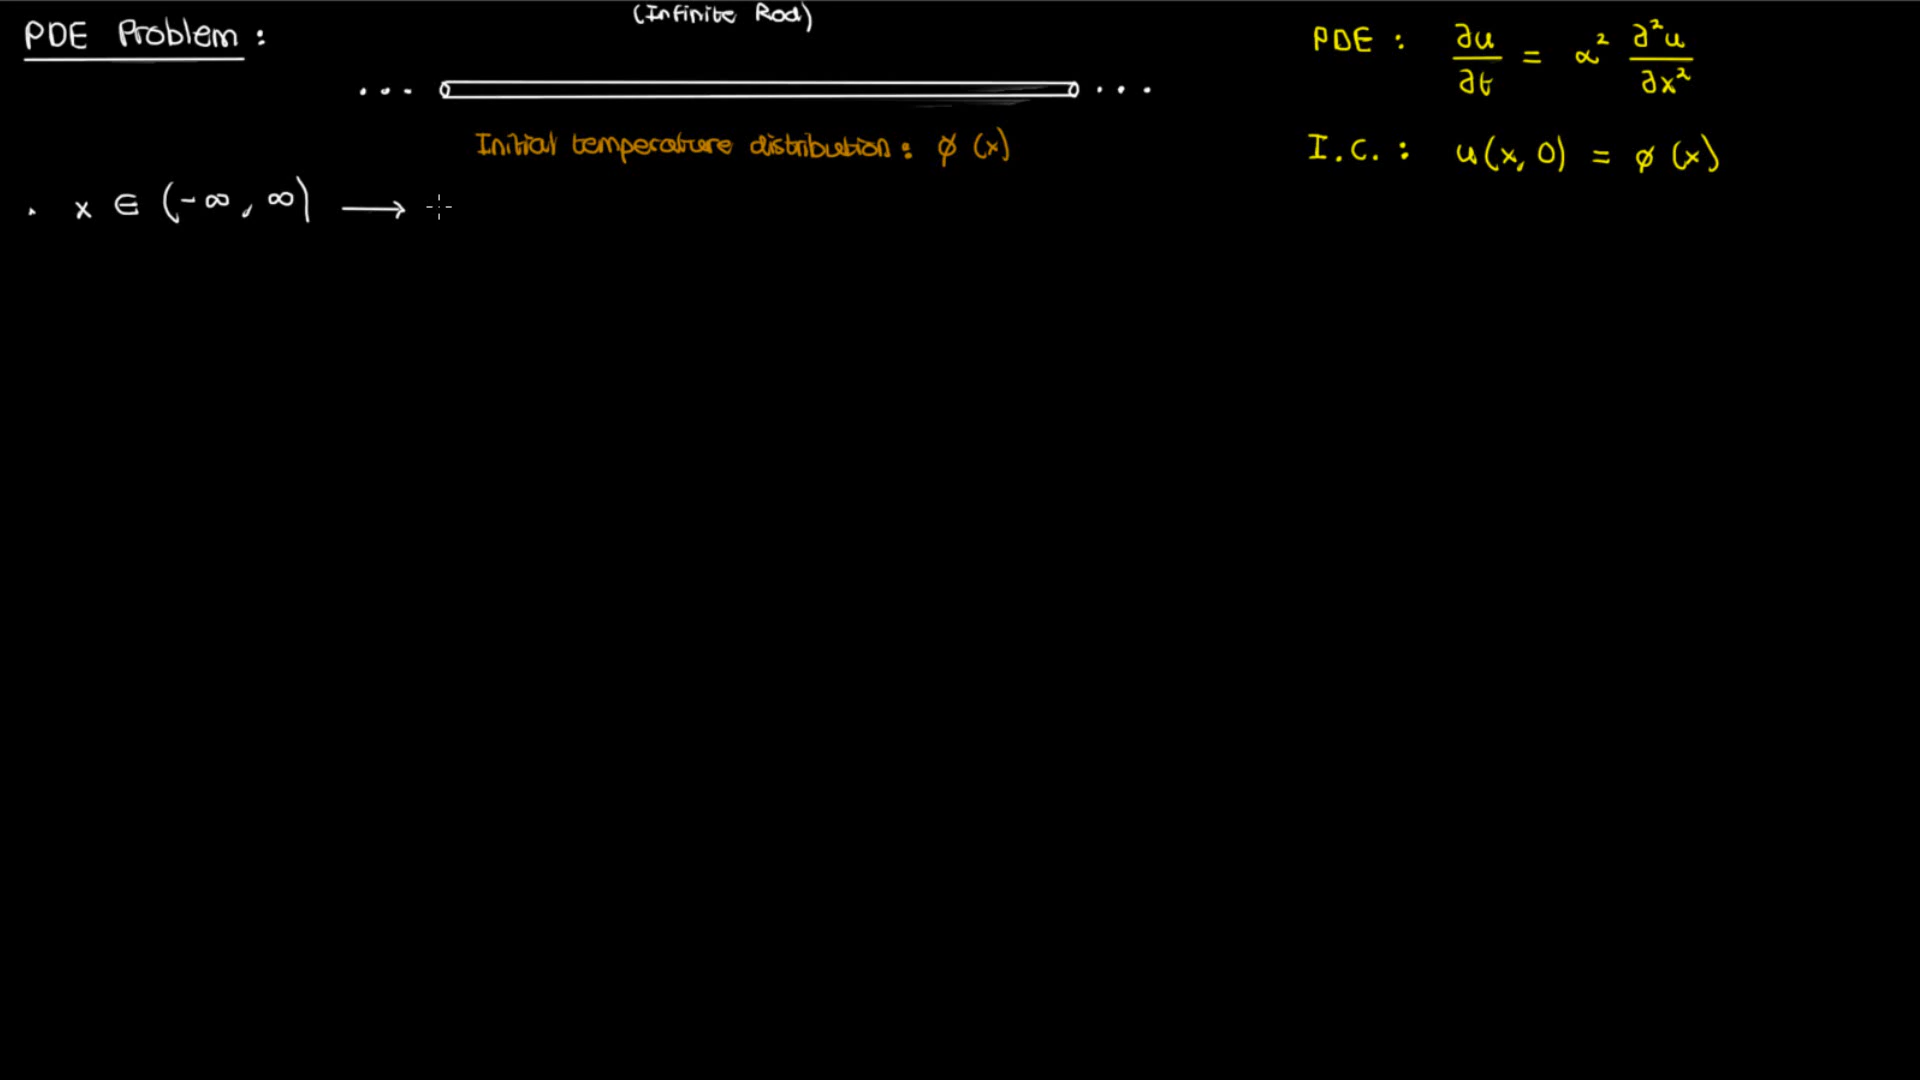 (Infinite Rod)
PDE Problem :
PDE : ∂u/∂t = α² ∂²u/∂x²
Initial temperature distribution : φ (x)
I.C. : u(x, 0) = φ (x)
. x ∈ (-∞, ∞) ⟶